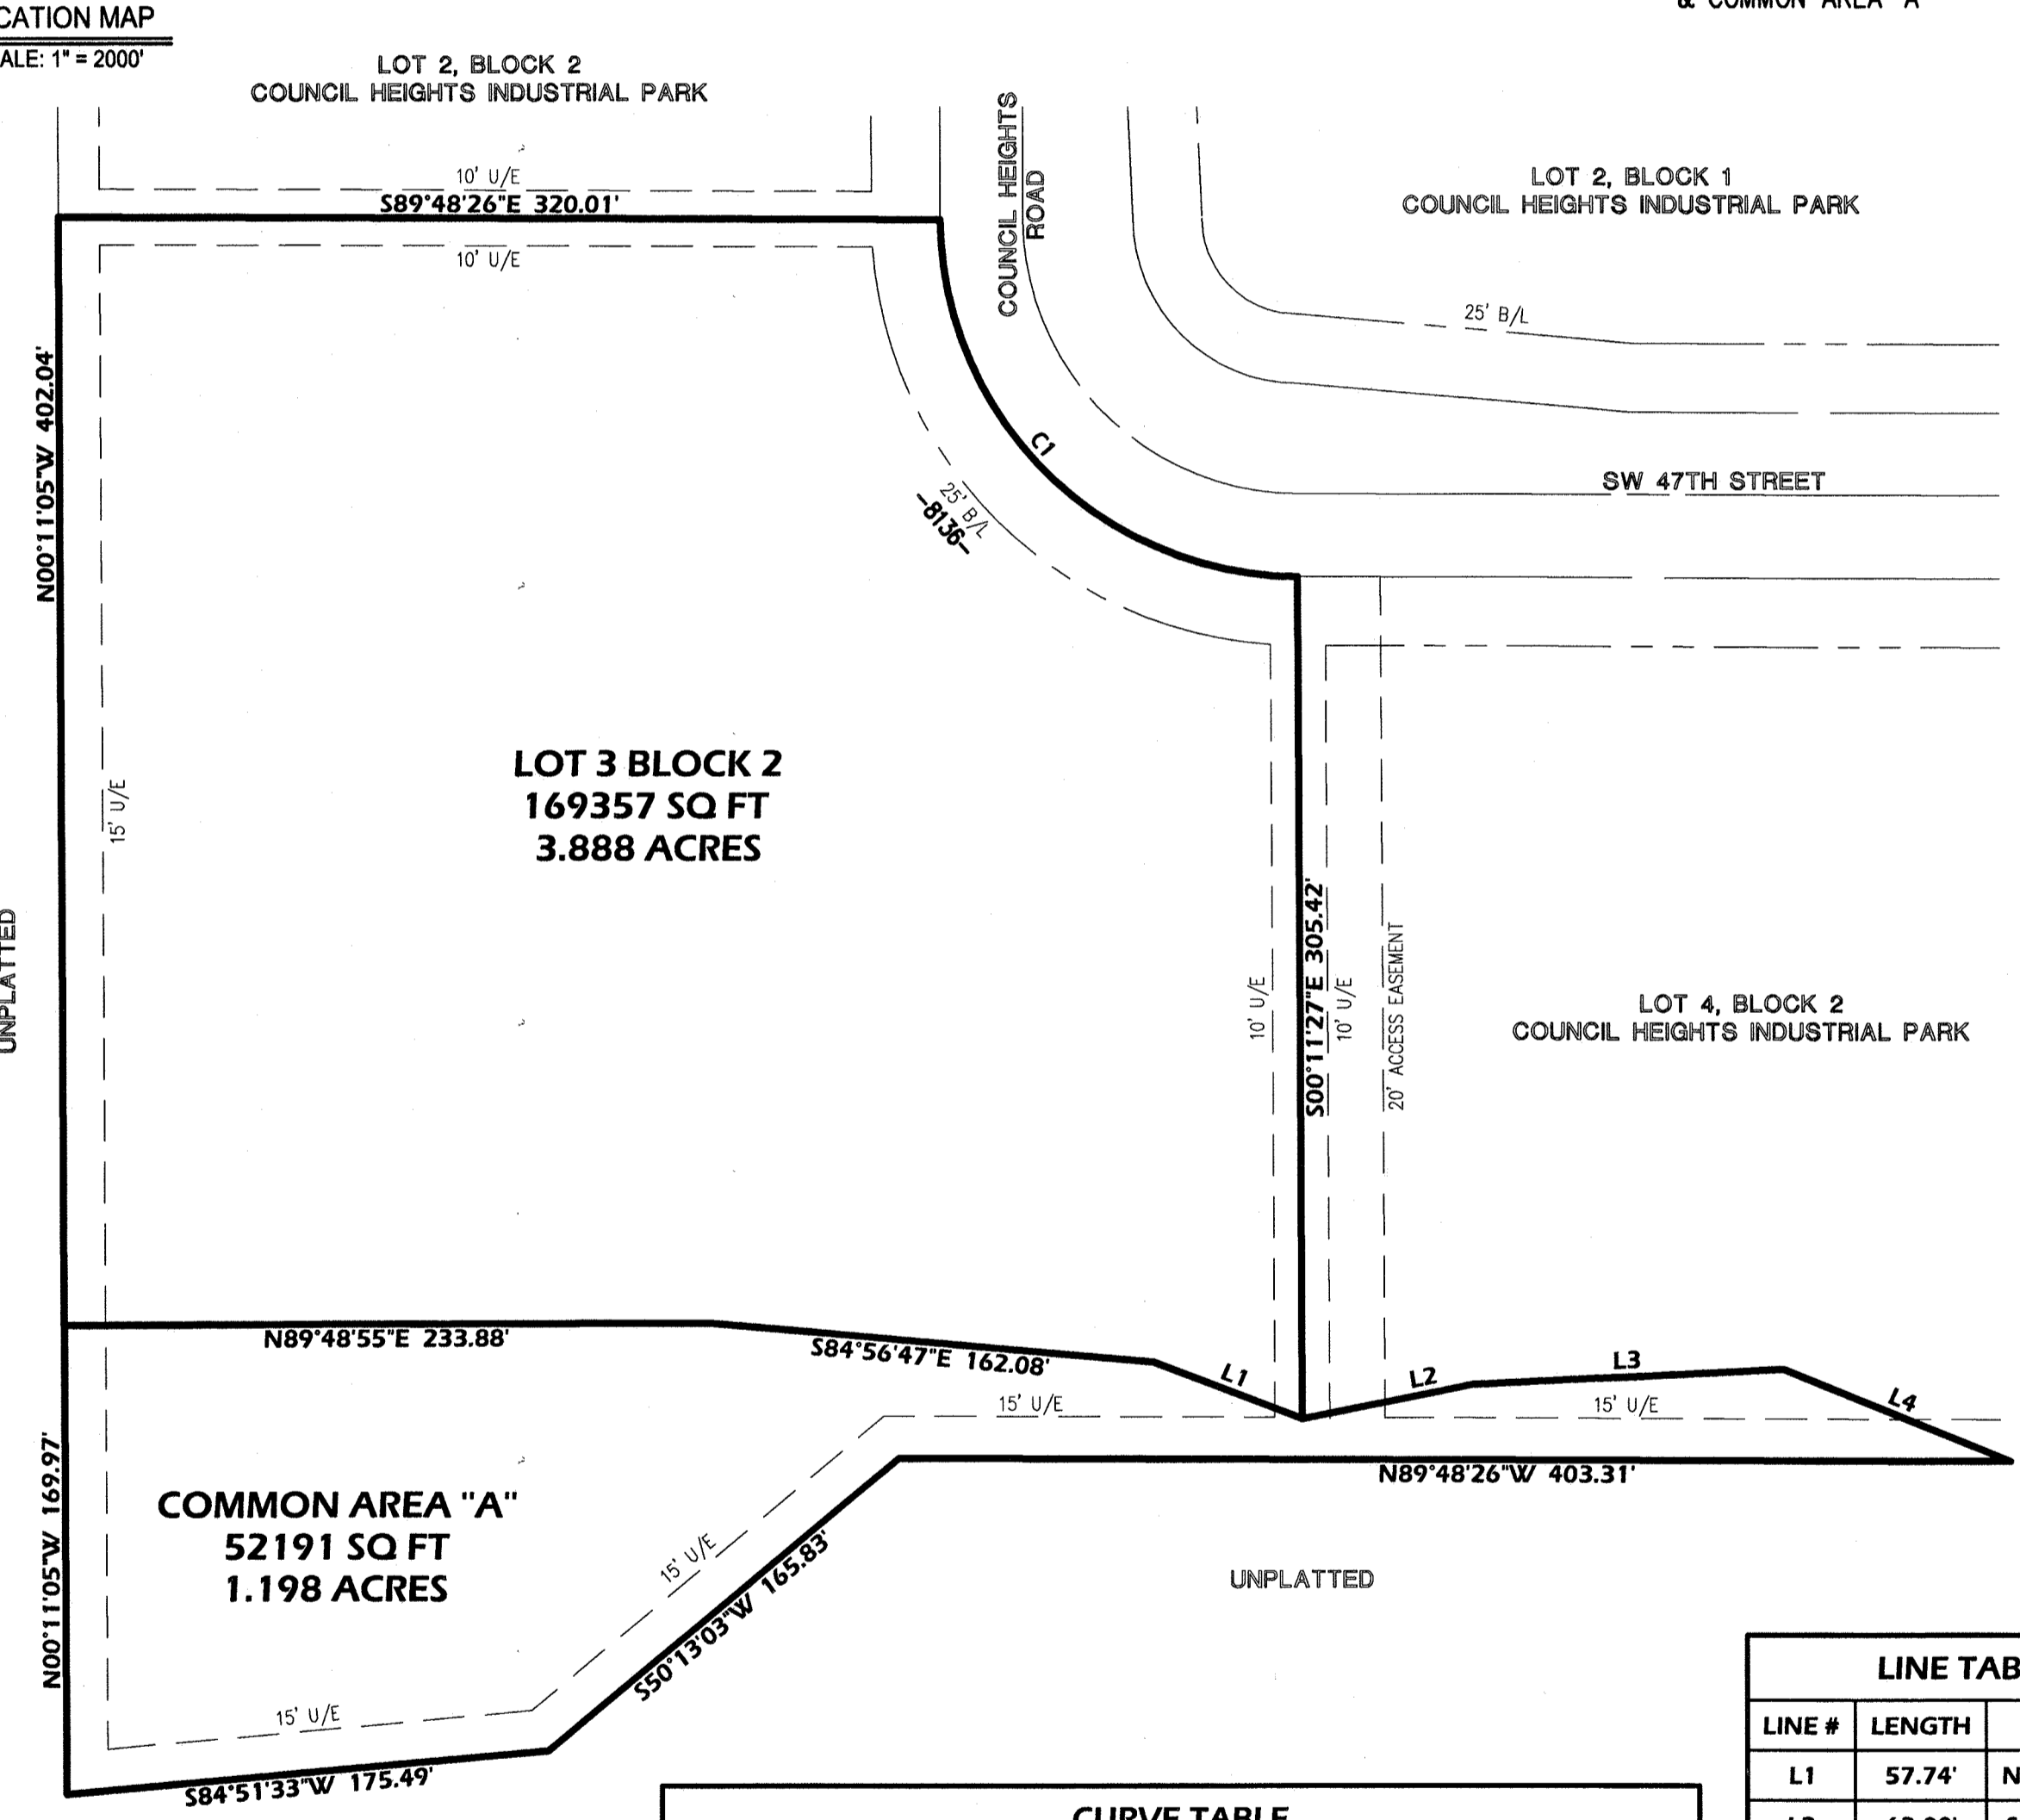 CATION MAP
ALE: 1" = 2000'
& COMMON AREA "A"
LOT 2, BLOCK 2
COUNCIL HEIGHTS INDUSTRIAL PARK
COUNCIL HEIGHTS
ROAD
LOT 2, BLOCK 1
COUNCIL HEIGHTS INDUSTRIAL PARK
10' U/E
S89°48'26"E 320.01'
10' U/E
25' B/L
N00°11'05"W 402.04'
C1
SW 47TH STREET
25' B/L
-8136-
LOT 3 BLOCK 2
169357 SQ FT
3.888 ACRES
15' U/E
UNPLATTED
S00°11'27"E 305.42'
10' U/E
10' U/E
20' ACCESS EASEMENT
LOT 4, BLOCK 2
COUNCIL HEIGHTS INDUSTRIAL PARK
N89°48'55"E 233.88'
S84°56'47"E 162.08'
L1
L2
L3
L4
15' U/E
15' U/E
N89°48'26"W 403.31'
N00°11'05"W 169.97'
COMMON AREA "A"
52191 SQ FT
1.198 ACRES
15' U/E
S50°13'03"W 165.83'
UNPLATTED
15' U/E
S84°51'33"W 175.49'
LINE TAB
LINE # LENGTH
L1 57.74' N
CURVE TABLE